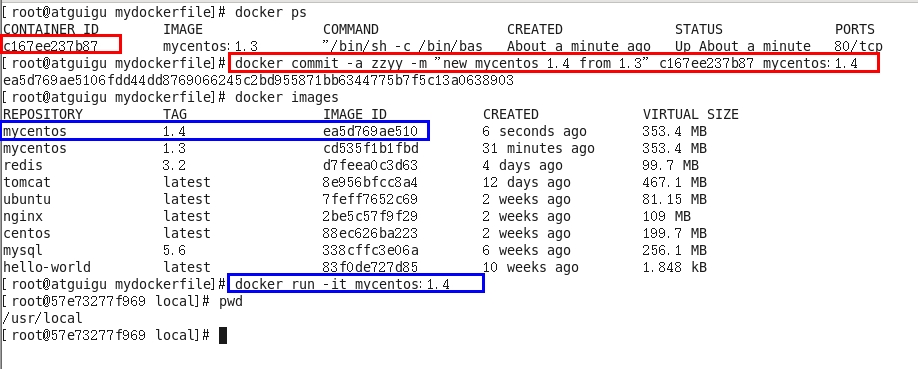 [root@atguigu mydockerfile]# docker ps
CONTAINER ID IMAGE COMMAND CREATED STATUS PORTS
c167ee237b87 mycentos:1.3 "/bin/sh -c /bin/bas About a minute ago Up About a minute 80/tcp
[root@atguigu mydockerfile]# docker commit -a zzyy -m "new mycentos 1.4 from 1.3" c167ee237b87 mycentos:1.4
ea5d769ae5106fdd44dd8769066245c2bd955871bb6344775b7f5c13a0638903
[root@atguigu mydockerfile]# docker images
REPOSITORY TAG IMAGE ID CREATED VIRTUAL SIZE
mycentos 1.4 ea5d769ae510 6 seconds ago 353.4 MB
mycentos 1.3 cd535f1b1fbd 31 minutes ago 353.4 MB
redis 3.2 d7feea0c3d63 4 days ago 99.7 MB
tomcat latest 8e956bfcc8a4 12 days ago 467.1 MB
ubuntu latest 7feff7652c69 2 weeks ago 81.15 MB
nginx latest 2be5c57f9f29 2 weeks ago 109 MB
centos latest 88ec626ba223 2 weeks ago 199.7 MB
mysql 5.6 338cffc3e06a 6 weeks ago 256.1 MB
hello-world latest 83f0de727d85 10 weeks ago 1.848 kB
[root@atguigu mydockerfile]# docker run -it mycentos:1.4
[root@57e73277f969 local]# pwd
/usr/local
[root@57e73277f969 local]#